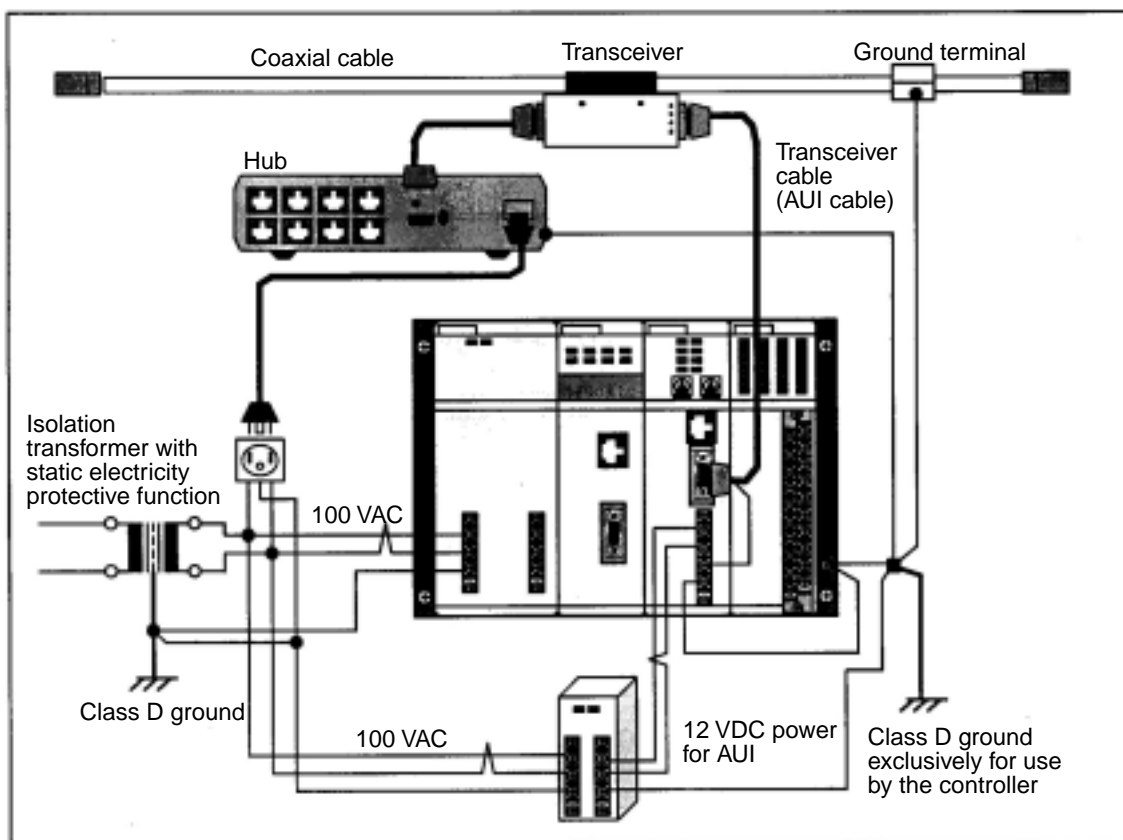 Coaxial cable
Transceiver
Ground terminal
Hub
Transceiver
cable
(AUI cable)
Isolation
transformer with
static electricity
protective function
100 VAC
Class D ground
100 VAC
12 VDC power
for AUI
Class D ground
exclusively for use
by the controller